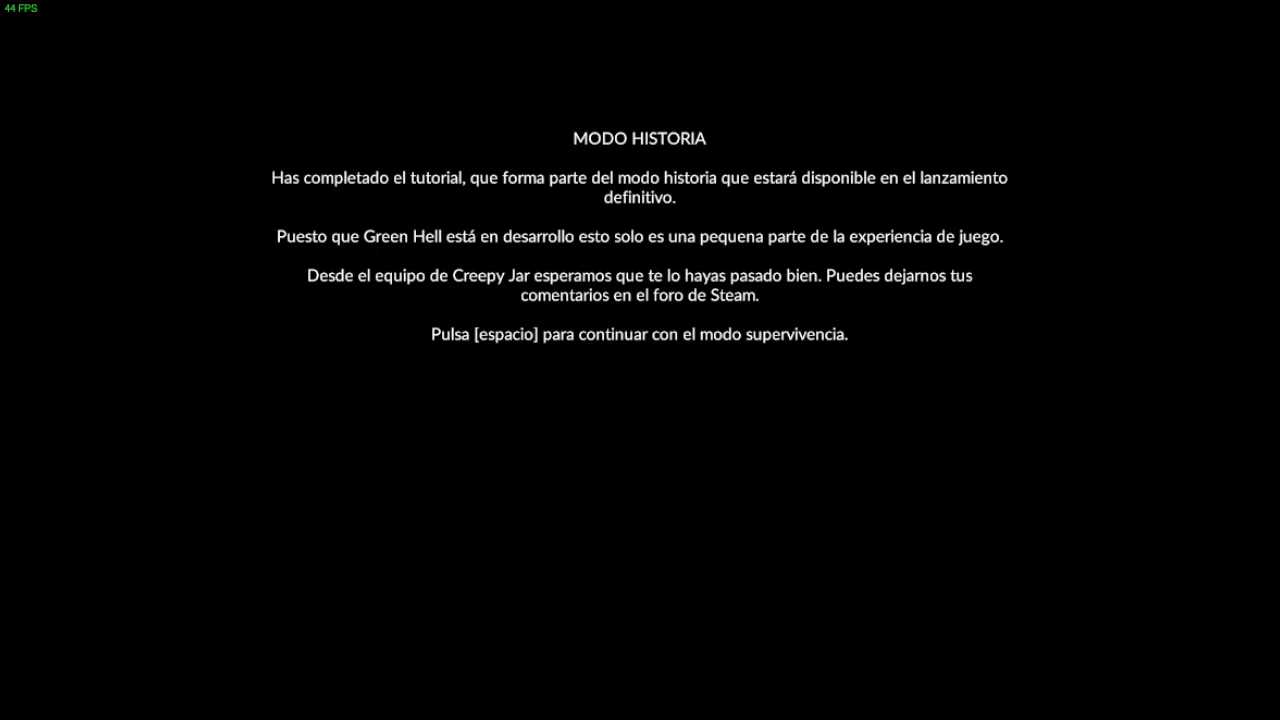 44 FPS
MODO HISTORIA
Has completado el tutorial, que forma parte del modo historia que estará disponible en el lanzamiento
definitivo.
Puesto que Green Hell está en desarrollo esto solo es una pequena parte de la experiencia de juego.
Desde el equipo de Creepy Jar esperamos que te lo hayas pasado bien. Puedes dejarnos tus
comentarios en el foro de Steam.
Pulsa [espacio] para continuar con el modo supervivencia.